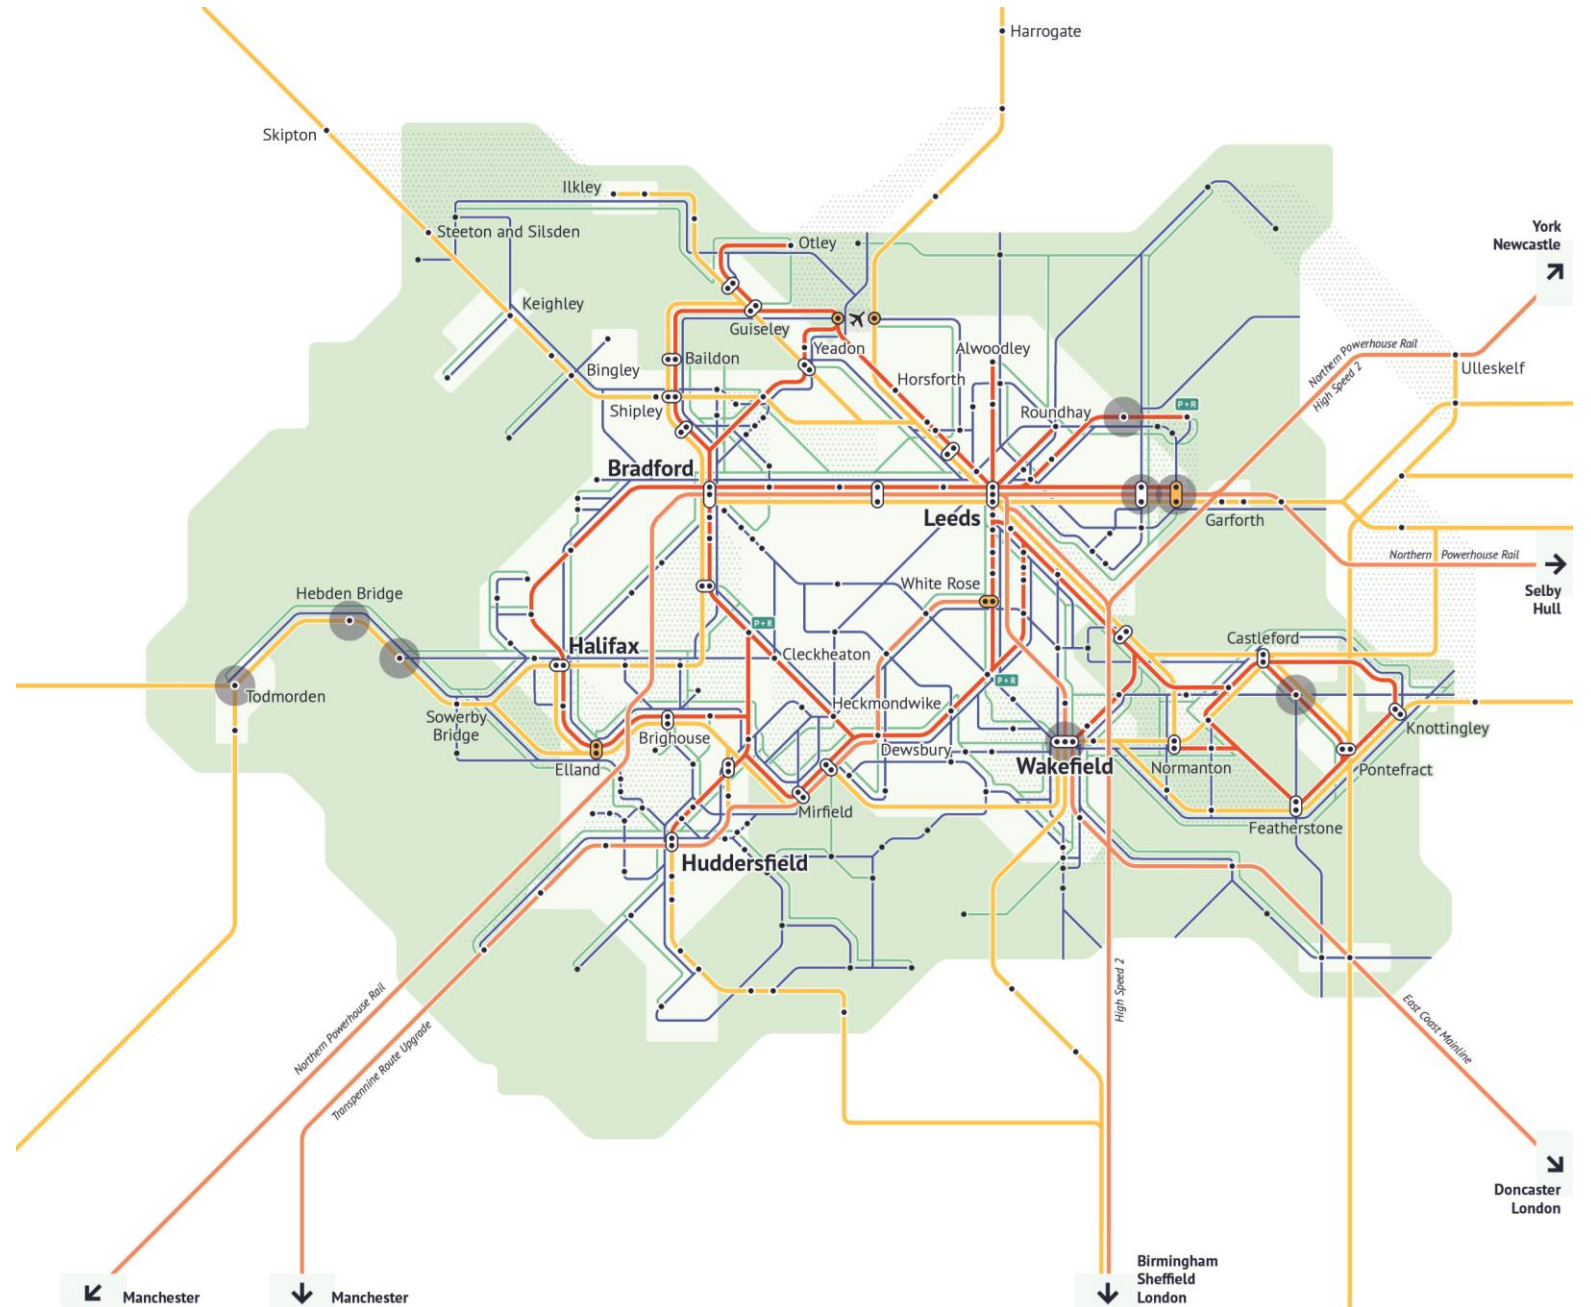 Harrogate
Skipton
Ilkley
Steeton and Silsden
Otley
York
Newcastle
Keighley
Guiseley
Yeadon
Alwoodley
Baildon
Bingley
Horsforth
Northern Powerhouse Rail
High Speed 2
Ulleskelf
Shipley
Roundhay
P+R
Bradford
Leeds
Garforth
Northern Powerhouse Rail
White Rose
Selby
Hull
Hebden Bridge
P+R
Halifax
Castleford
Cleckheaton
Todmorden
P+R
Heckmondwike
Sowerby
Bridge
Brighouse
Knottingley
Dewsbury
Elland
Wakefield
Normanton
Pontefract
Mirfield
Featherstone
Huddersfield
High Speed 2
Northern Powerhouse Rail
Transpennine Route Upgrade
East Coast Mainline
Doncaster
London
Manchester
Manchester
Birmingham
Sheffield
London